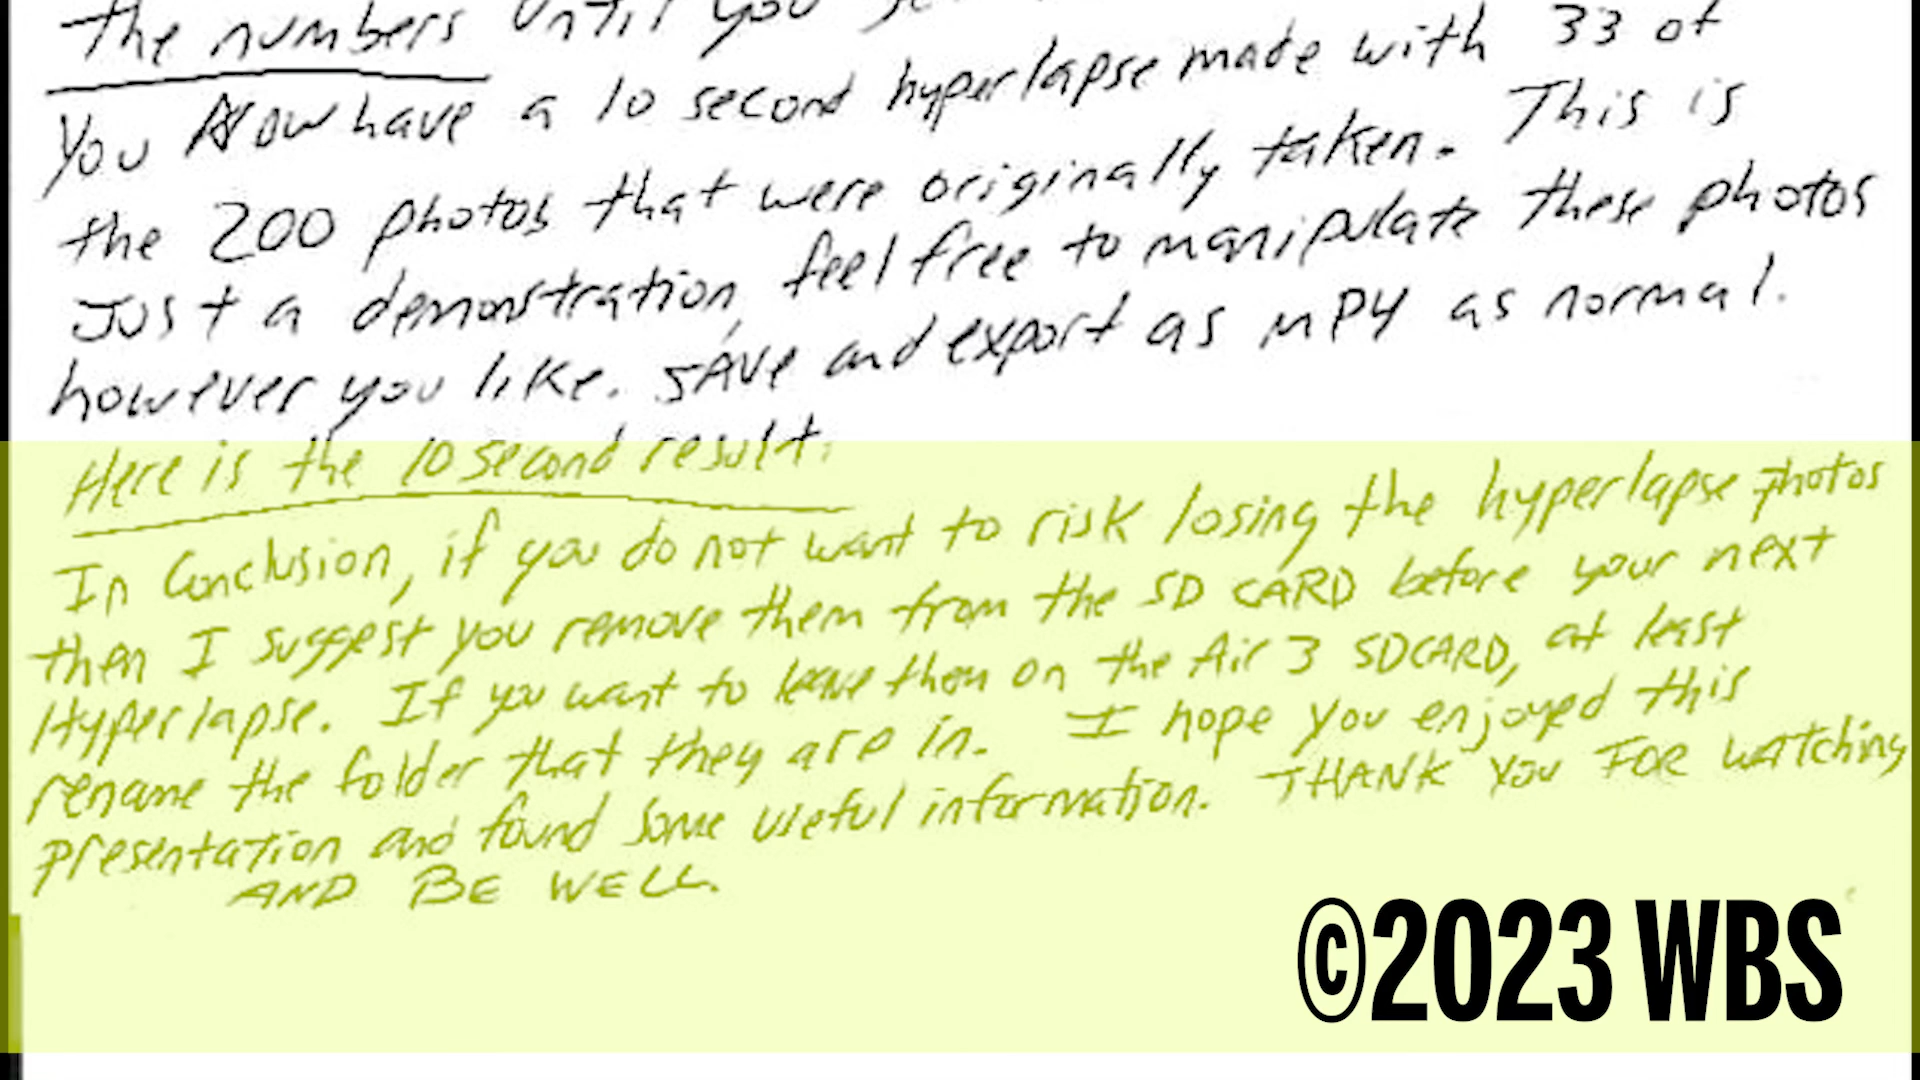 the numbers until you
You Now have a 10 second hyperlapse made with 33 of
the 200 photos that were originally taken. This is
Just a demonstration, feel free to manipulate these photos
however you like. SAVE and export as MP4 as normal.
Here is the 10 second result.
In Conclusion, if you do not want to risk losing the hyperlapse photos
then I suggest you remove them from the SD CARD before your next
Hyperlapse. If you want to leave them on the Air 3 SDCARD, at least
rename the folder that they are in. I hope you enjoyed this
presentation and found some useful information. THANK YOU FOR watching
AND BE WELL.
©2023 WBS